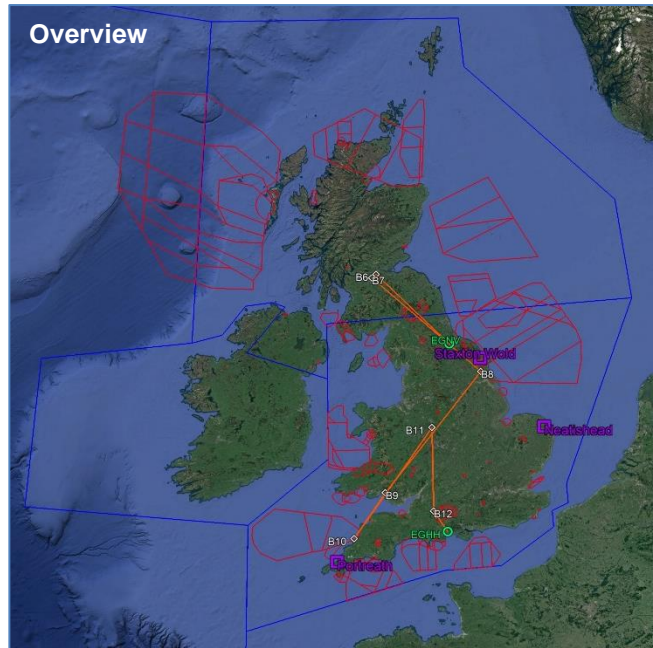 Overview
B6
B7
EGNV
Staxton Wold
B8
B11
Neatishead
B9
B12
EGHH
B10
Portreath